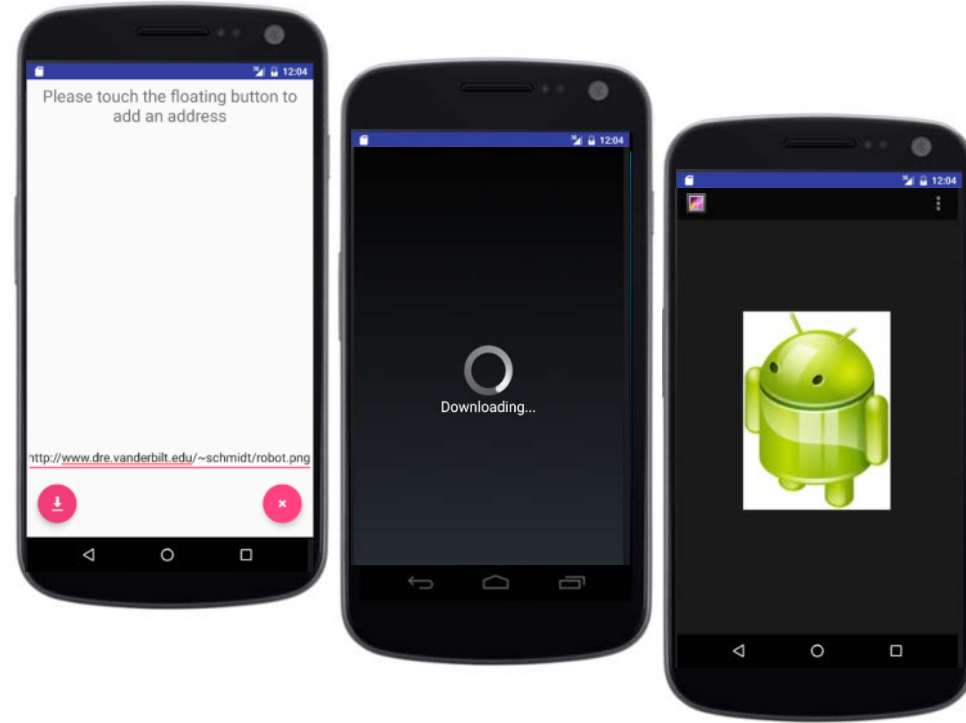 12:04
Please touch the floating button to
add an address
http://www.dre.vanderbilt.edu/~schmidt/robot.png
12:04
Downloading...
12:04